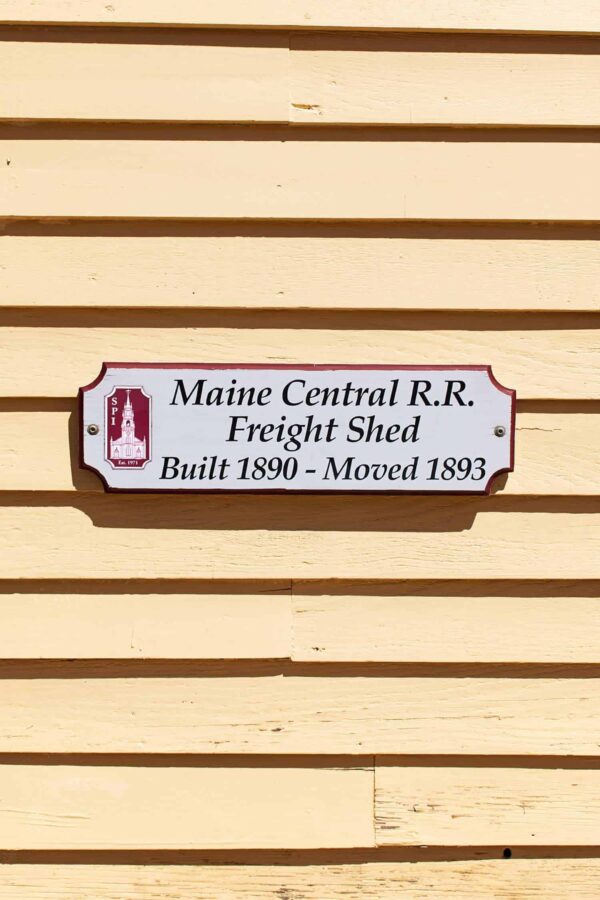 SPI
Maine Central R.R.
Freight Shed
Built 1890 - Moved 1893
Est. 1971